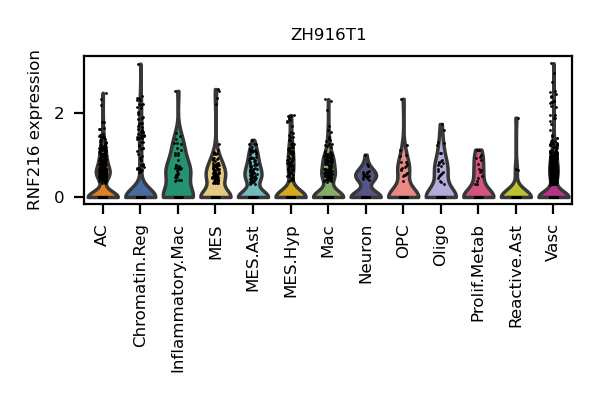 ZH916T1
RNF216 expression
2
0
AC
Chromatin.Reg
Inflammatory.Mac
MES
MES.Ast
MES.Hyp
Mac
Neuron
OPC
Oligo
Prolif.Metab
Reactive.Ast
Vasc